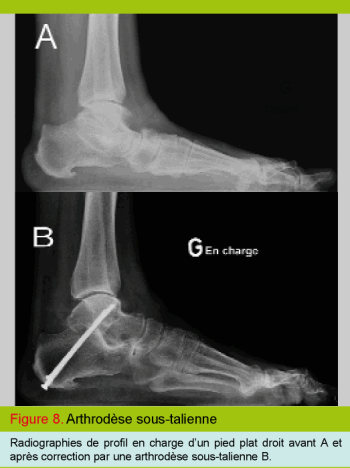 A
B
G En charge
Figure 8. Arthrodèse sous-talienne
Radiographies de profil en charge d'un pied plat droit avant A et
après correction par une arthrodèse sous-talienne B.